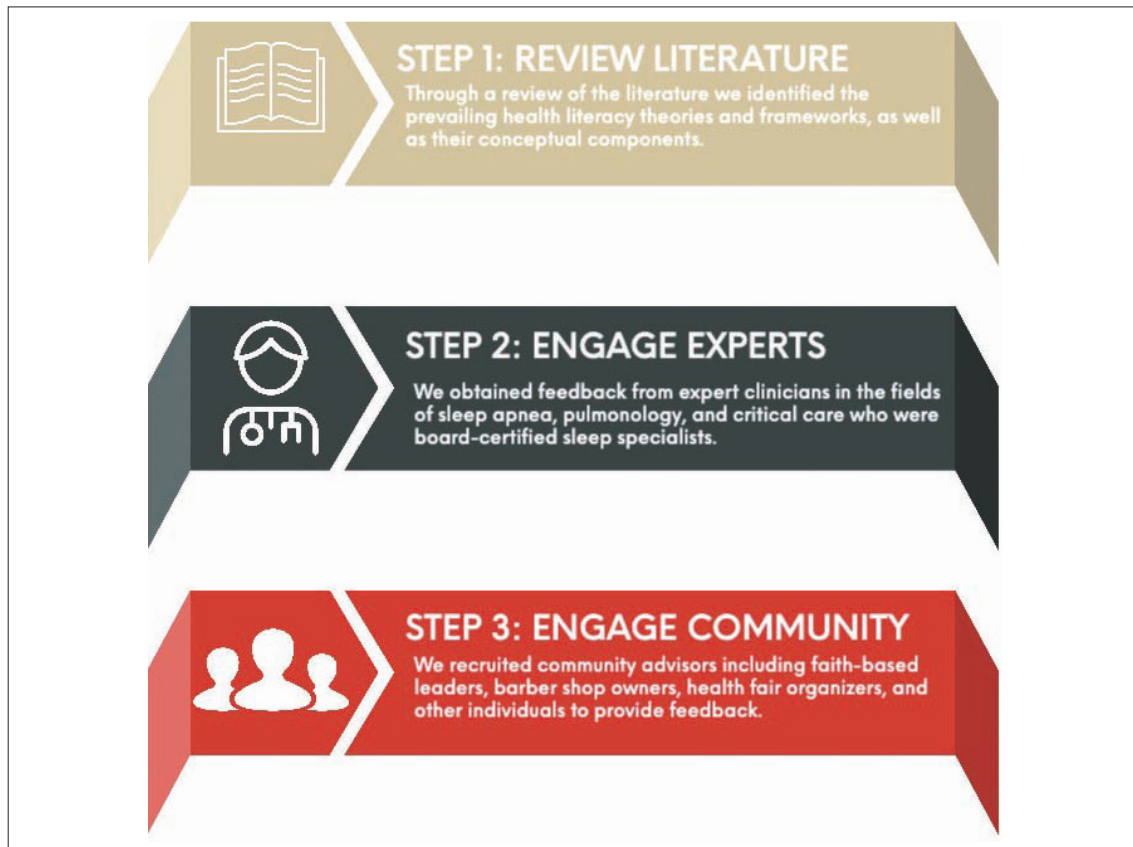 STEP 1: REVIEW LITERATURE
Through a review of the literature we identified the
prevailing health literacy theories and frameworks, as well
as their conceptual components.
STEP 2: ENGAGE EXPERTS
We obtained feedback from expert clinicians in the fields
of sleep apnea, pulmonology, and critical care who were
board-certified sleep specialists.
STEP 3: ENGAGE COMMUNITY
We recruited community advisors including faith-based
leaders, barber shop owners, health fair organizers, and
other individuals to provide feedback.